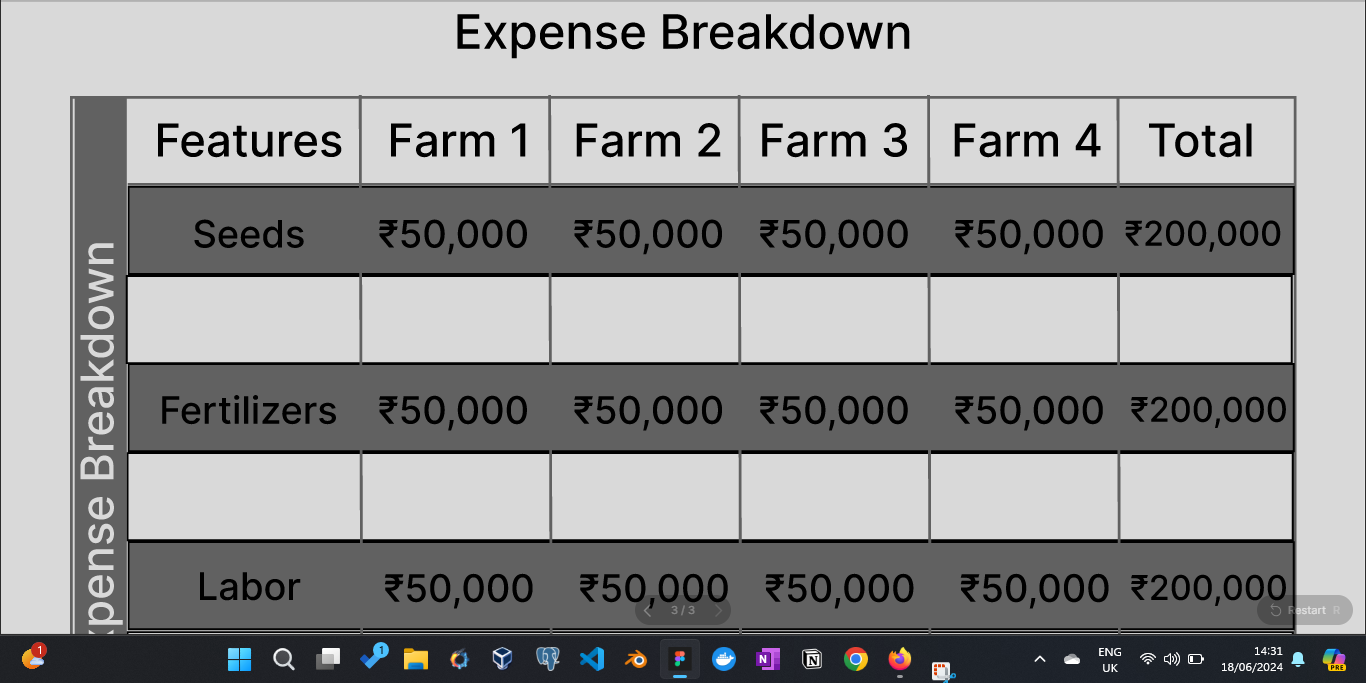 Expense Breakdown
Features Farm 1 Farm 2 Farm 3 Farm 4 Total
Seeds ₹50,000 ₹50,000 ₹50,000 ₹50,000 ₹200,000
Fertilizers ₹50,000 ₹50,000 ₹50,000 ₹50,000 ₹200,000
Labor ₹50,000 ₹50,000 ₹50,000 ₹50,000 ₹200,000
xpense Breakdown
3 / 3
Restart R
1
1
N
N
PRE
ENG
UK
14:31
18/06/2024